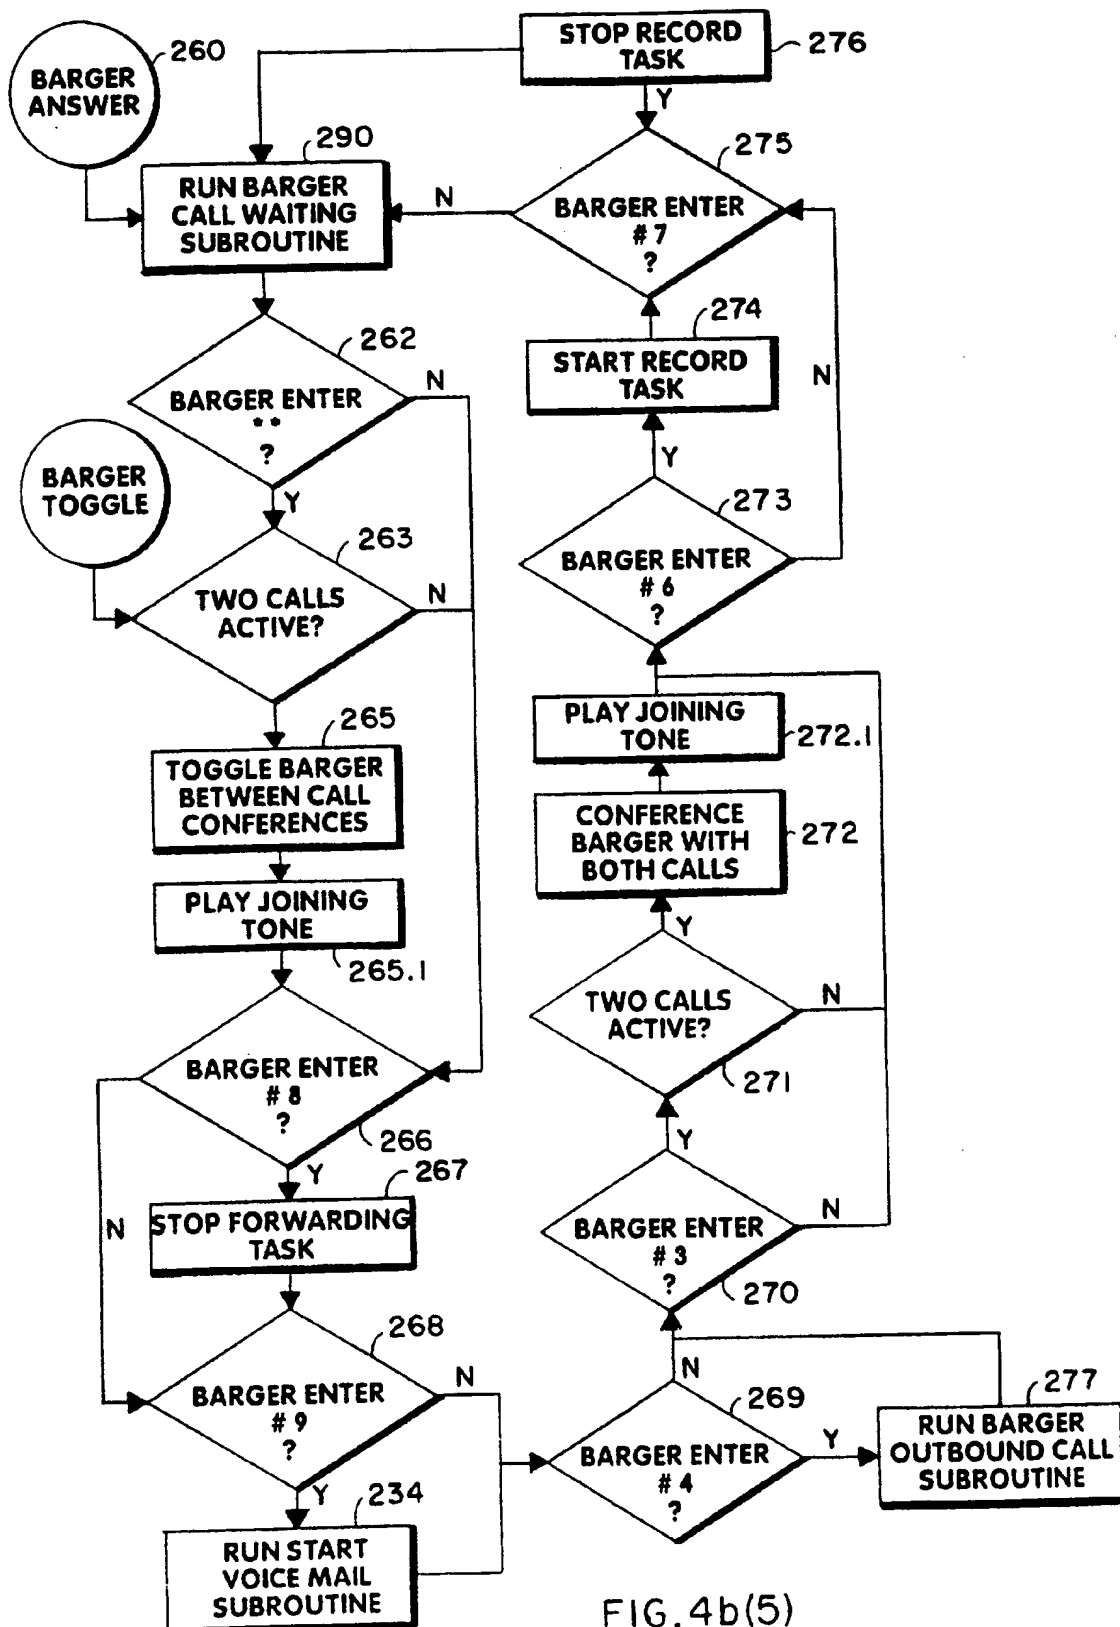 260
BARGER
ANSWER
290
RUN BARGER
CALL WAITING
SUBROUTINE
262
BARGER ENTER
**
?
N
Y
BARGER
TOGGLE
263
TWO CALLS
ACTIVE?
N
265
TOGGLE BARGER
BETWEEN CALL
CONFERENCES
PLAY JOINING
TONE
265.1
BARGER ENTER
#8
?
266
Y
N
267
STOP FORWARDING
TASK
268
BARGER ENTER
#9
?
N
Y
234
RUN START
VOICE MAIL
SUBROUTINE
STOP RECORD
TASK
276
Y
275
BARGER ENTER
#7
?
N
274
START RECORD
TASK
N
Y
273
BARGER ENTER
#6
?
PLAY JOINING
TONE
272.1
CONFERENCE
BARGER WITH
BOTH CALLS
272
Y
TWO CALLS
ACTIVE?
N
271
Y
BARGER ENTER
#3
?
N
270
N
269
BARGER ENTER
#4
?
Y
277
RUN BARGER
OUTBOUND CALL
SUBROUTINE
FIG.4b(5)